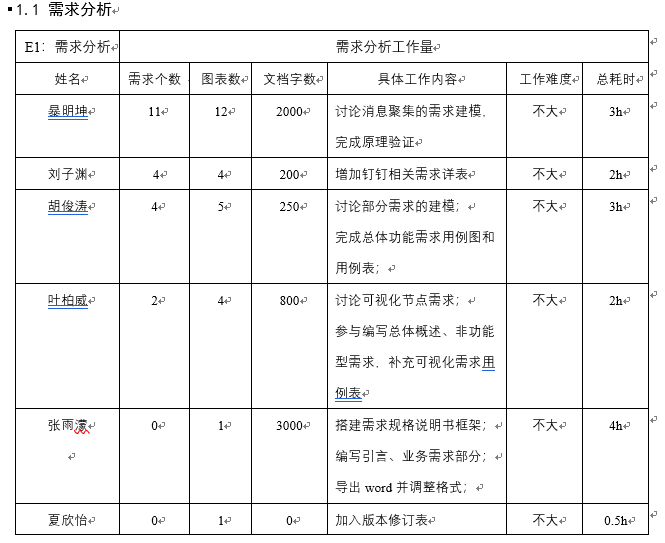 1.1 需求分析
E1：需求分析 需求分析工作量
姓名 需求个数 图表数 文档字数 具体工作内容 工作难度 总耗时
晏明坤 11 12 2000 讨论消息聚集的需求建模， 不大 3h
完成原理验证
刘子渊 4 4 200 增加钉钉相关需求详表 不大 2h
胡俊涛 4 5 250 讨论部分需求的建模； 不大 3h
完成总体功能需求用例图和
用例表；
叶柏威 2 4 800 讨论可视化节点需求； 不大 2h
参与编写总体概述、非功能
型需求，补充可视化需求用
例表
张雨濛 0 1 3000 搭建需求规格说明书框架； 不大 4h
编写引言、业务需求部分；
导出 word 并调整格式；
夏欣怡 0 1 0 加入版本修订表 不大 0.5h